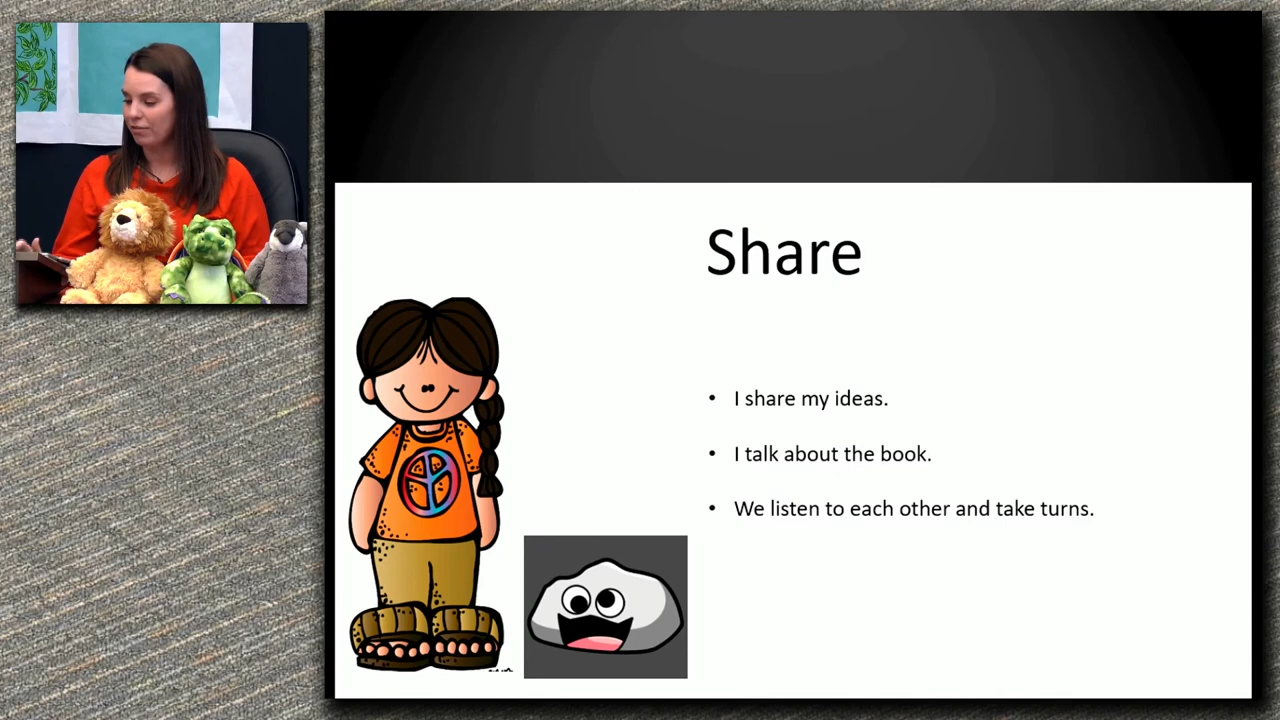 Share
• I share my ideas.
• I talk about the book.
• We listen to each other and take turns.